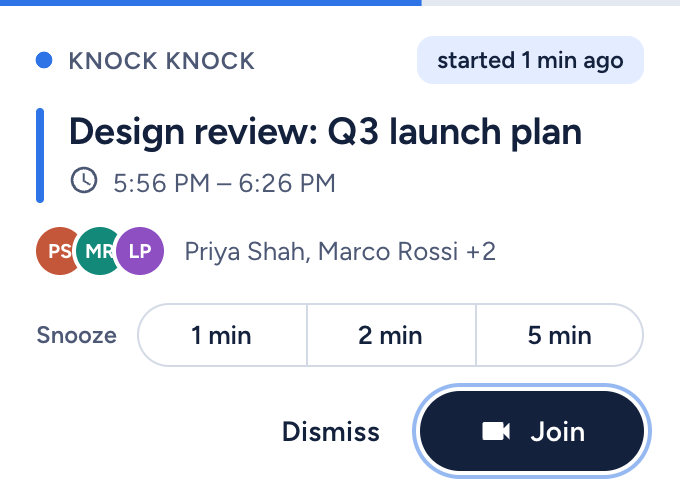 KNOCK KNOCK
started 1 min ago
Design review: Q3 launch plan
5:56 PM – 6:26 PM
PS MR LP Priya Shah, Marco Rossi +2
Snooze 1 min 2 min 5 min
Dismiss Join